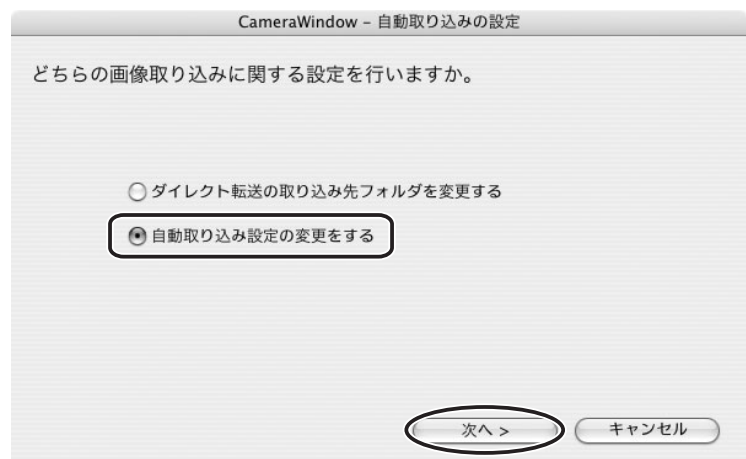 CameraWindow – 自動取り込みの設定
どちらの画像取り込みに関する設定を行いますか。
ダイレクト転送の取り込み先フォルダを変更する
自動取り込み設定の変更をする
次へ > キャンセル